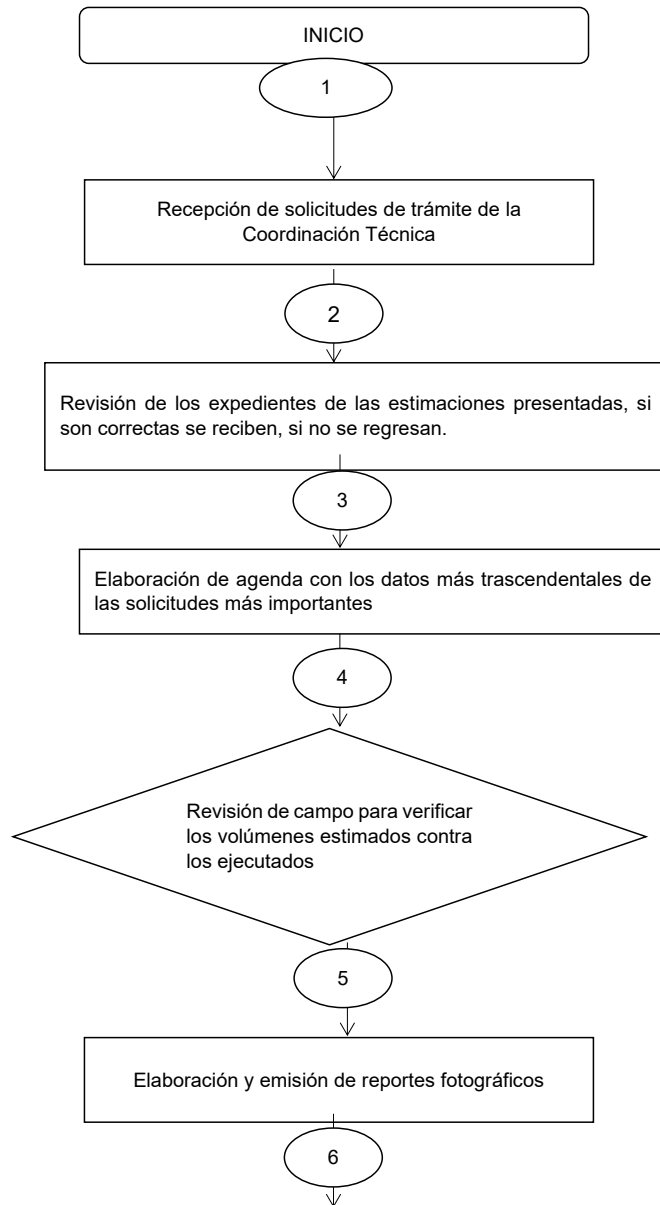 INICIO
1
Recepción de solicitudes de trámite de la
Coordinación Técnica
2
Revisión de los expedientes de las estimaciones presentadas, si
son correctas se reciben, si no se regresan.
3
Elaboración de agenda con los datos más trascendentales de
las solicitudes más importantes
4
Revisión de campo para verificar
los volúmenes estimados contra
los ejecutados
5
Elaboración y emisión de reportes fotográficos
6